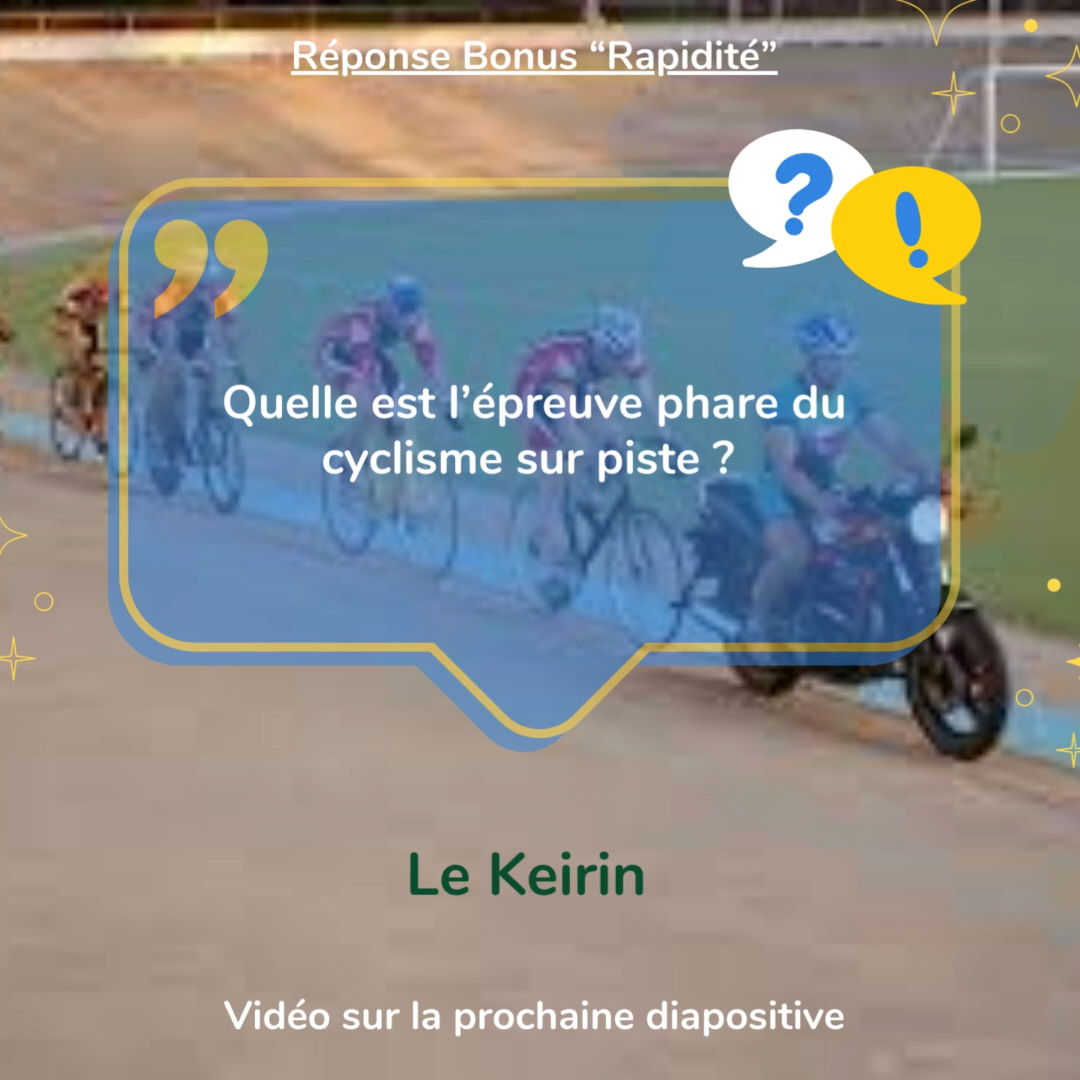 Réponse Bonus “Rapidité”
Quelle est l’épreuve phare du
cyclisme sur piste ?
Le Keirin
Vidéo sur la prochaine diapositive